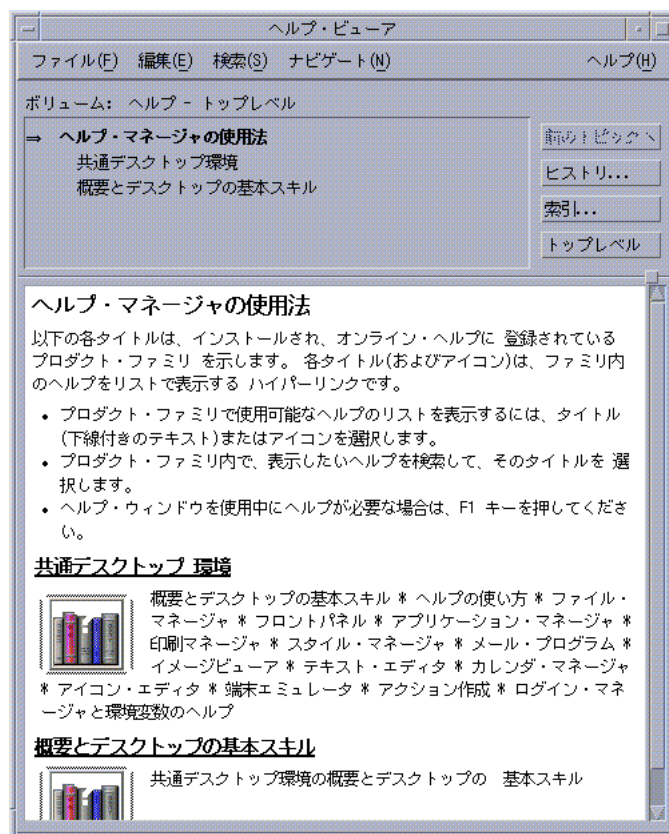 ヘルプ・ビューア
ファイル(F) 編集(E) 検索(S) ナビゲート(N) ヘルプ(H)
ボリューム: ヘルプ - トップレベル
⇒ ヘルプ・マネージャの使用法
共通デスクトップ環境
概要とデスクトップの基本スキル
前のトピックへ
ヒストリ...
索引...
トップレベル
ヘルプ・マネージャの使用法
以下の各タイトルは、インストールされ、オンライン・ヘルプに 登録されている
プロダクト・ファミリ を示します。 各タイトル(およびアイコン)は、ファミリ内
のヘルプをリストで表示する ハイパーリンクです。
• プロダクト・ファミリで使用可能なヘルプのリストを表示するには、タイトル
(下線付きのテキスト)またはアイコンを選択します。
• プロダクト・ファミリ内で、表示したいヘルプを検索して、そのタイトルを 選
択します。
• ヘルプ・ウィンドウを使用中にヘルプが必要な場合は、F1 キーを押してくださ
い。
共通デスクトップ 環境
概要とデスクトップの基本スキル * ヘルプの使い方 * ファイル・
マネージャ * フロントパネル * アプリケーション・マネージャ *
印刷マネージャ * スタイル・マネージャ * メール・プログラム *
イメージビューア * テキスト・エディタ * カレンダ・マネージャ
* アイコン・エディタ * 端末エミュレータ * アクション作成 * ログイン・マネ
ージャと環境変数のヘルプ
概要とデスクトップの基本スキル
共通デスクトップ環境の概要とデスクトップの 基本スキル